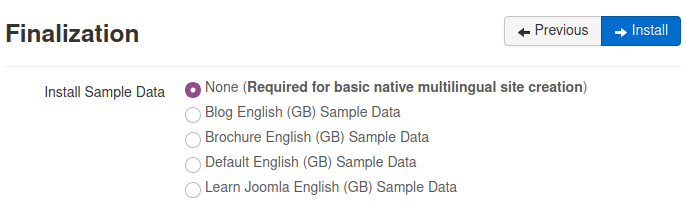 Finalization
Previous
Install
Install Sample Data
None (Required for basic native multilingual site creation)
Blog English (GB) Sample Data
Brochure English (GB) Sample Data
Default English (GB) Sample Data
Learn Joomla English (GB) Sample Data